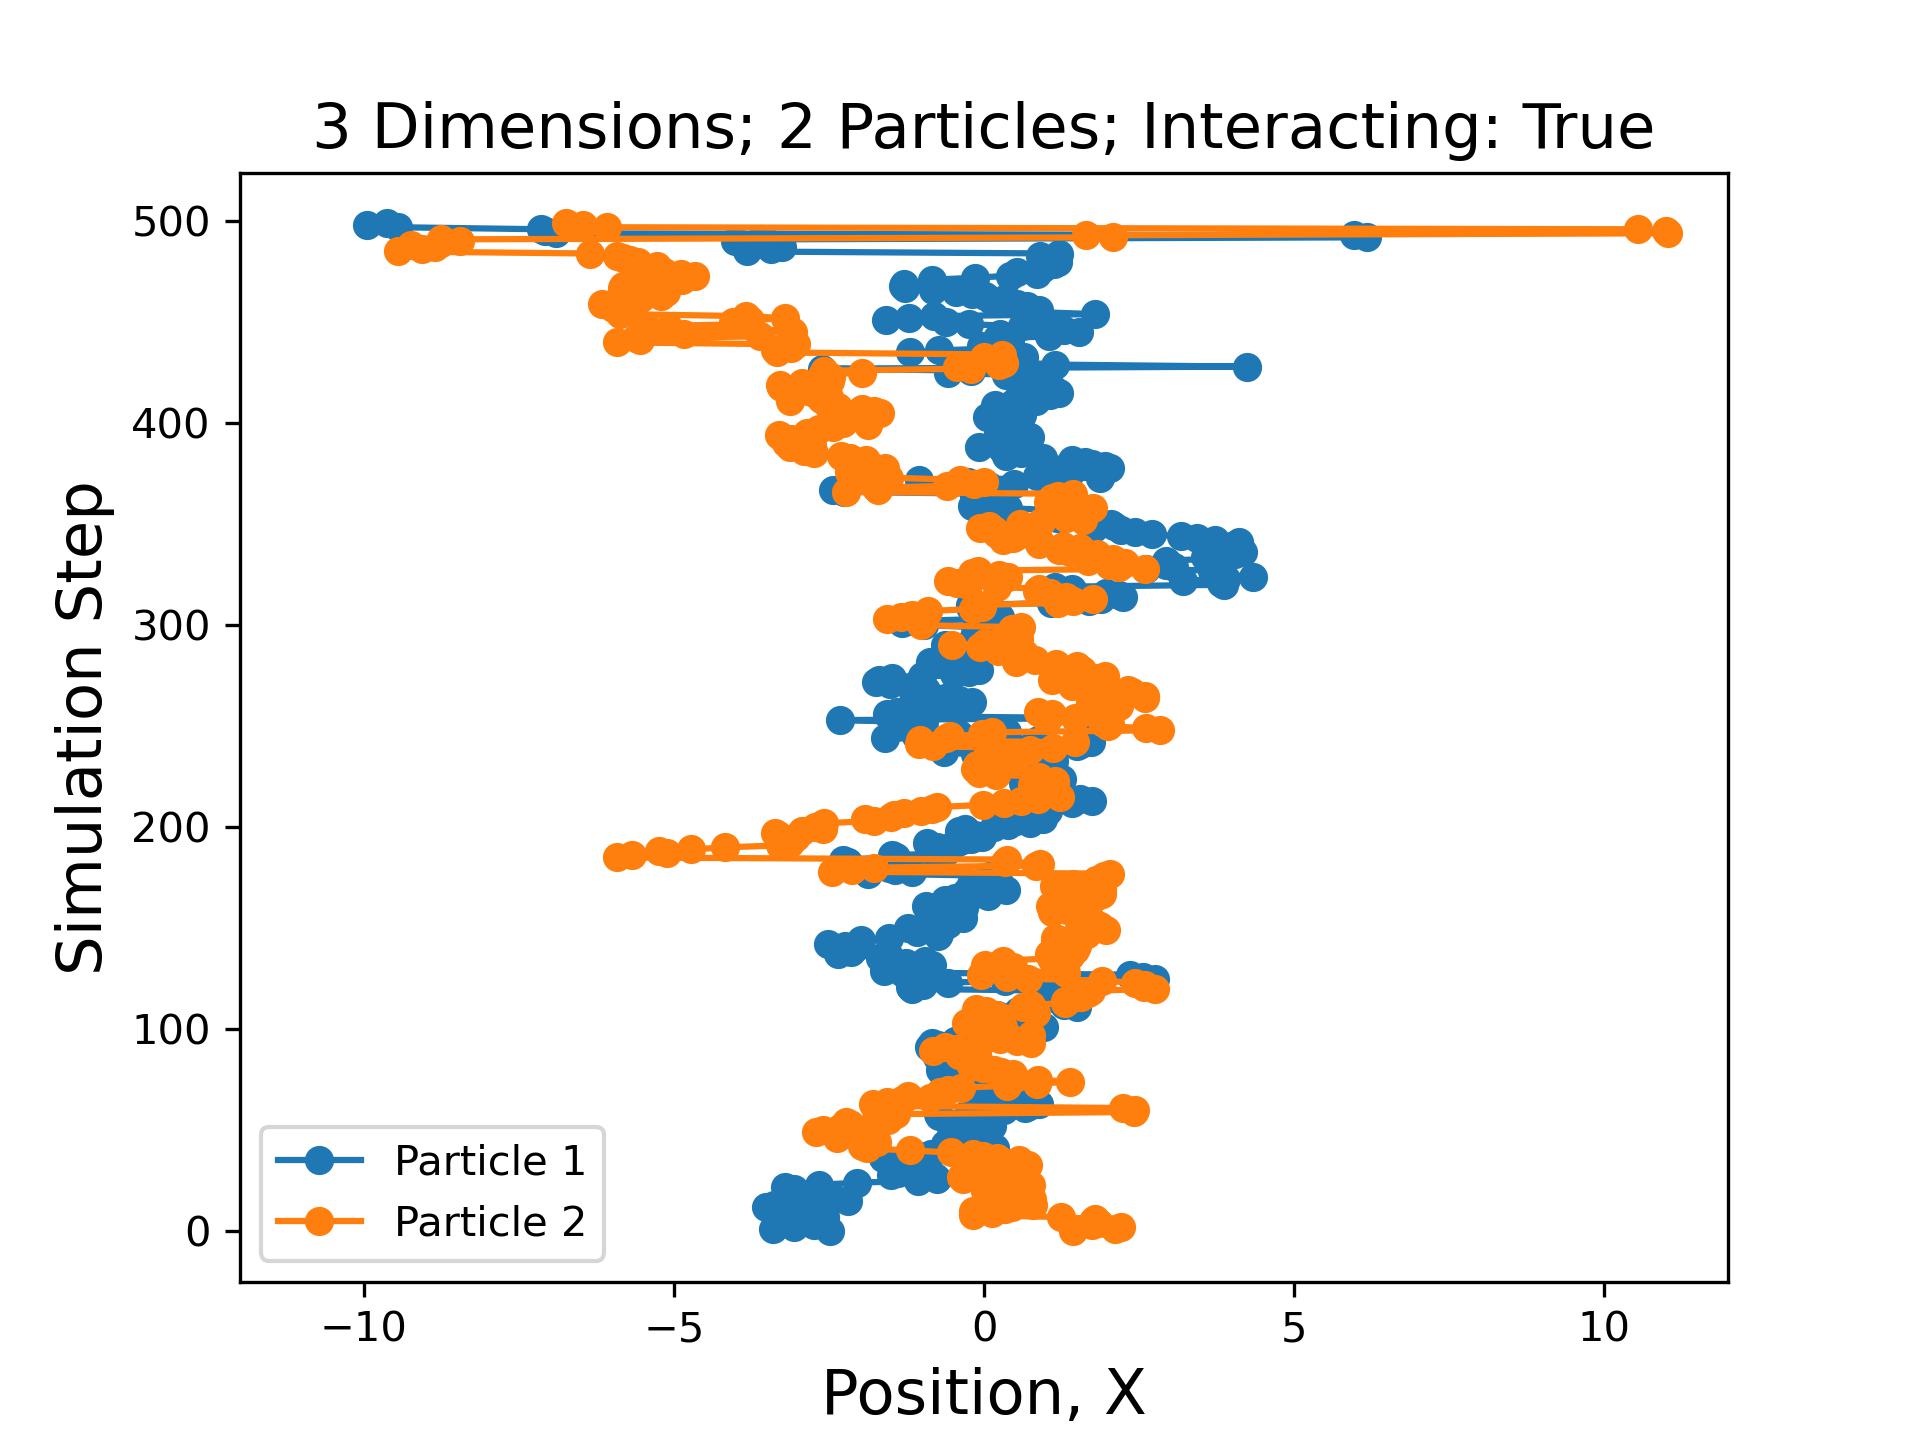 3 Dimensions; 2 Particles; Interacting: True
Simulation Step
500
400
300
200
100
0
Particle 1
Particle 2
−10
−5
0
5
10
Position, X